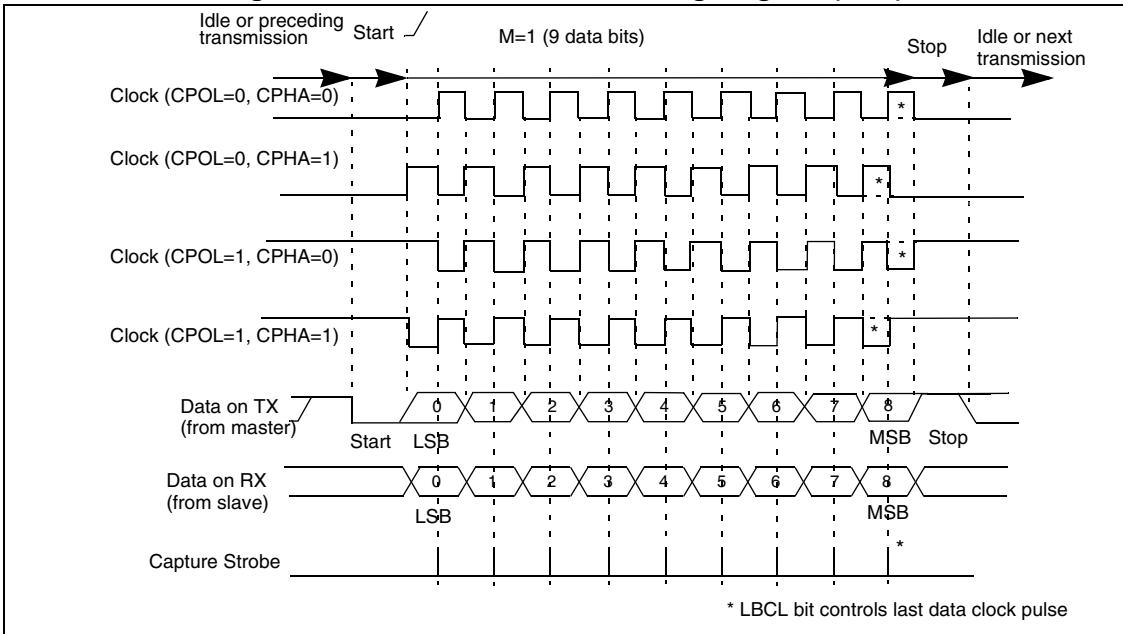 Idle or preceding
transmission
Start
M=1 (9 data bits)
Stop
Idle or next
transmission
Clock (CPOL=0, CPHA=0)
*
Clock (CPOL=0, CPHA=1)
*
Clock (CPOL=1, CPHA=0)
*
Clock (CPOL=1, CPHA=1)
*
Data on TX
(from master)
0 1 2 3 4 5 6 7 8
Start LSB MSB Stop
Data on RX
(from slave)
0 1 2 3 4 5 6 7 8
LSB MSB
Capture Strobe
*
* LBCL bit controls last data clock pulse